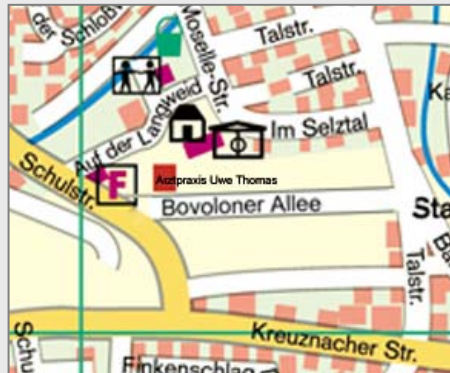 der Schloß
Moselle-Str.
Talstr.
Talstr.
Auf der Langweid
Im Selztal
Schulstr.
F
Arztpraxis Uwe Thomas
Bovoloner Allee
Sta
Talstr.
Kreuznacher Str.
Schu
Finkenschlag